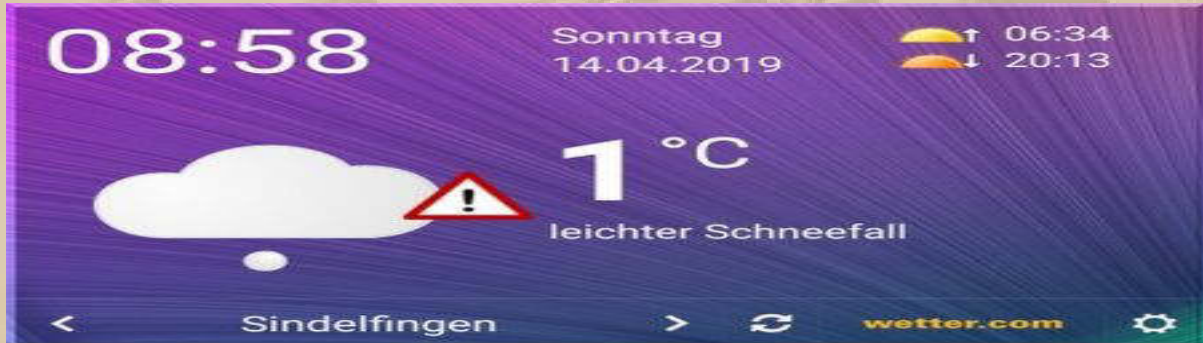 08:58
Sonntag
14.04.2019
↑ 06:34
↓ 20:13
!
1 °C
leichter Schneefall
< Sindelfingen > wetter.com